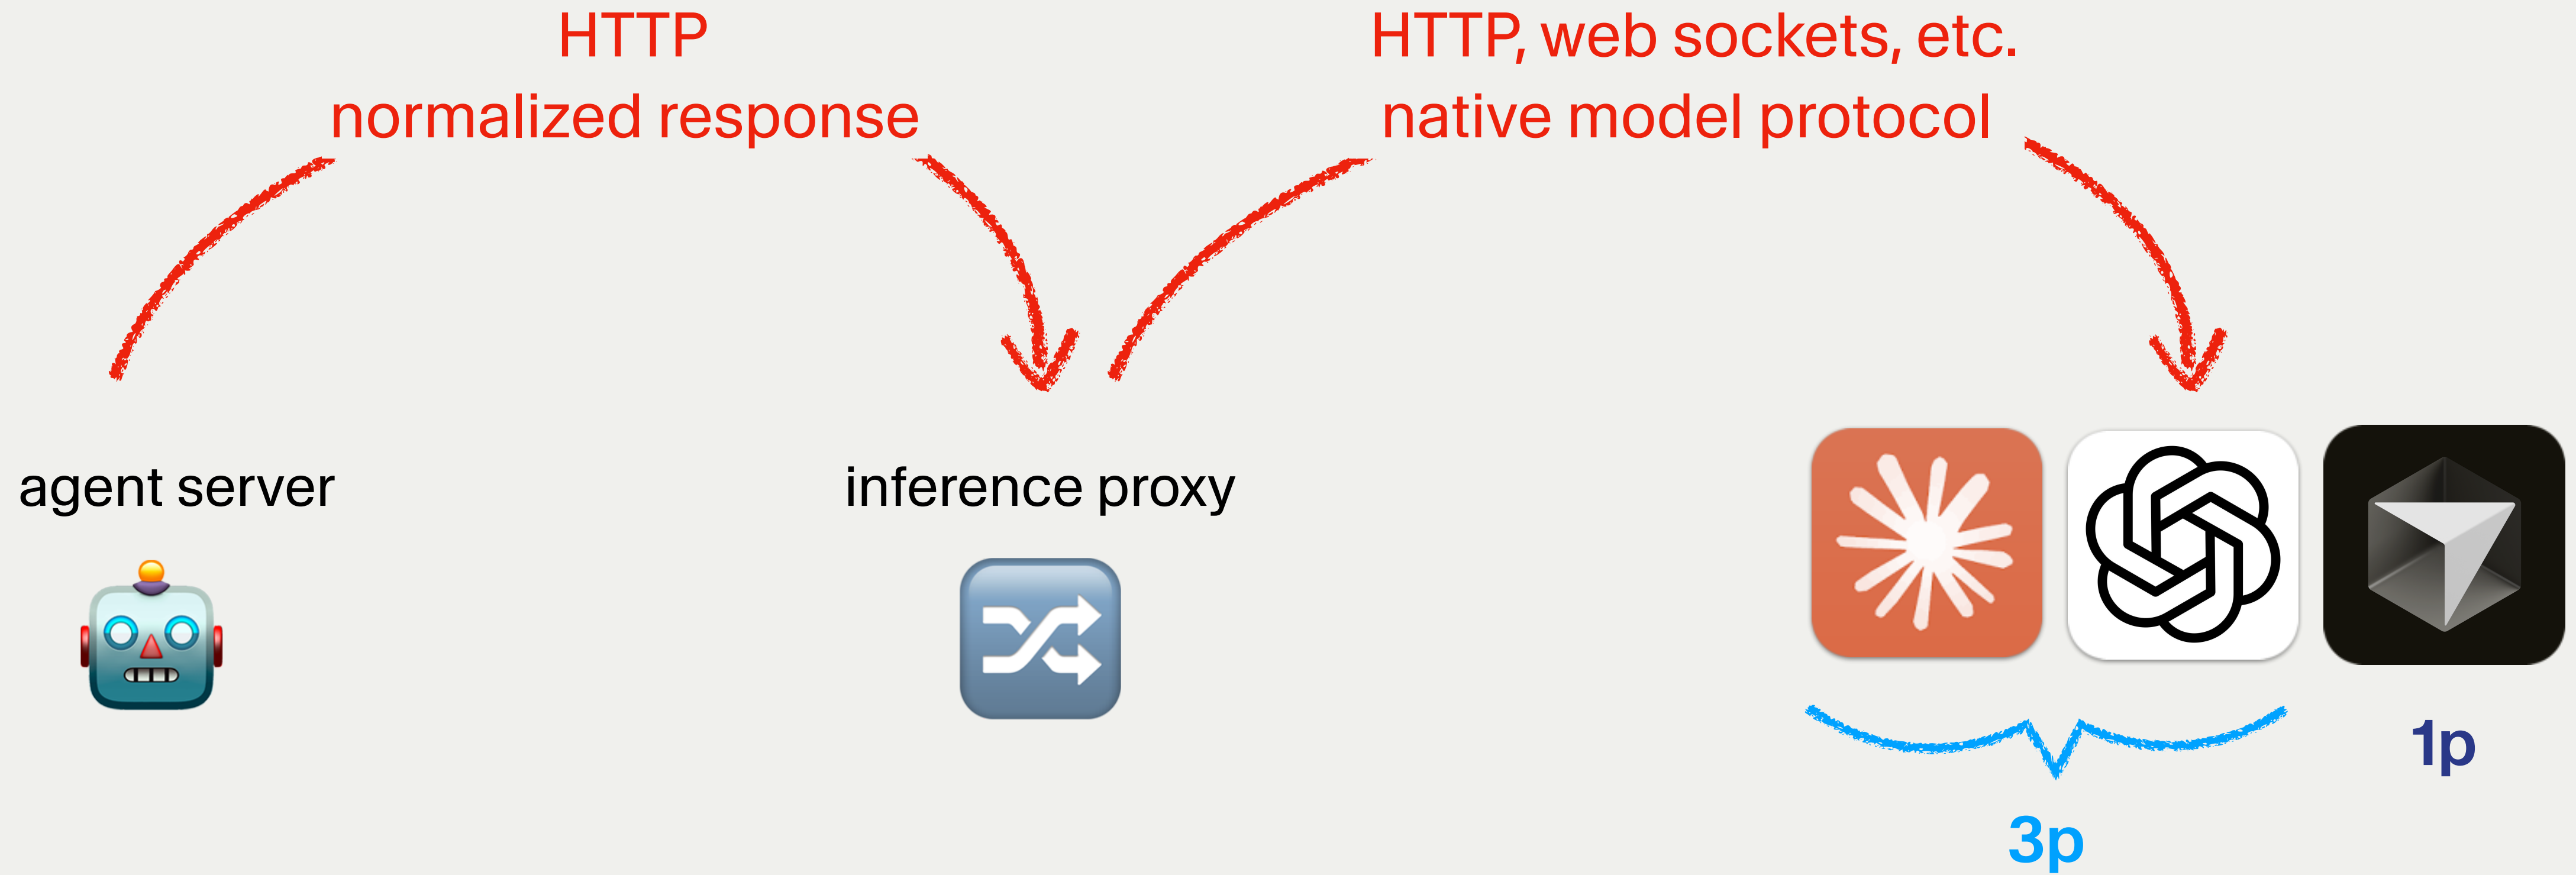 HTTP
normalized response
HTTP, web sockets, etc.
native model protocol
agent server
inference proxy
1p
3p